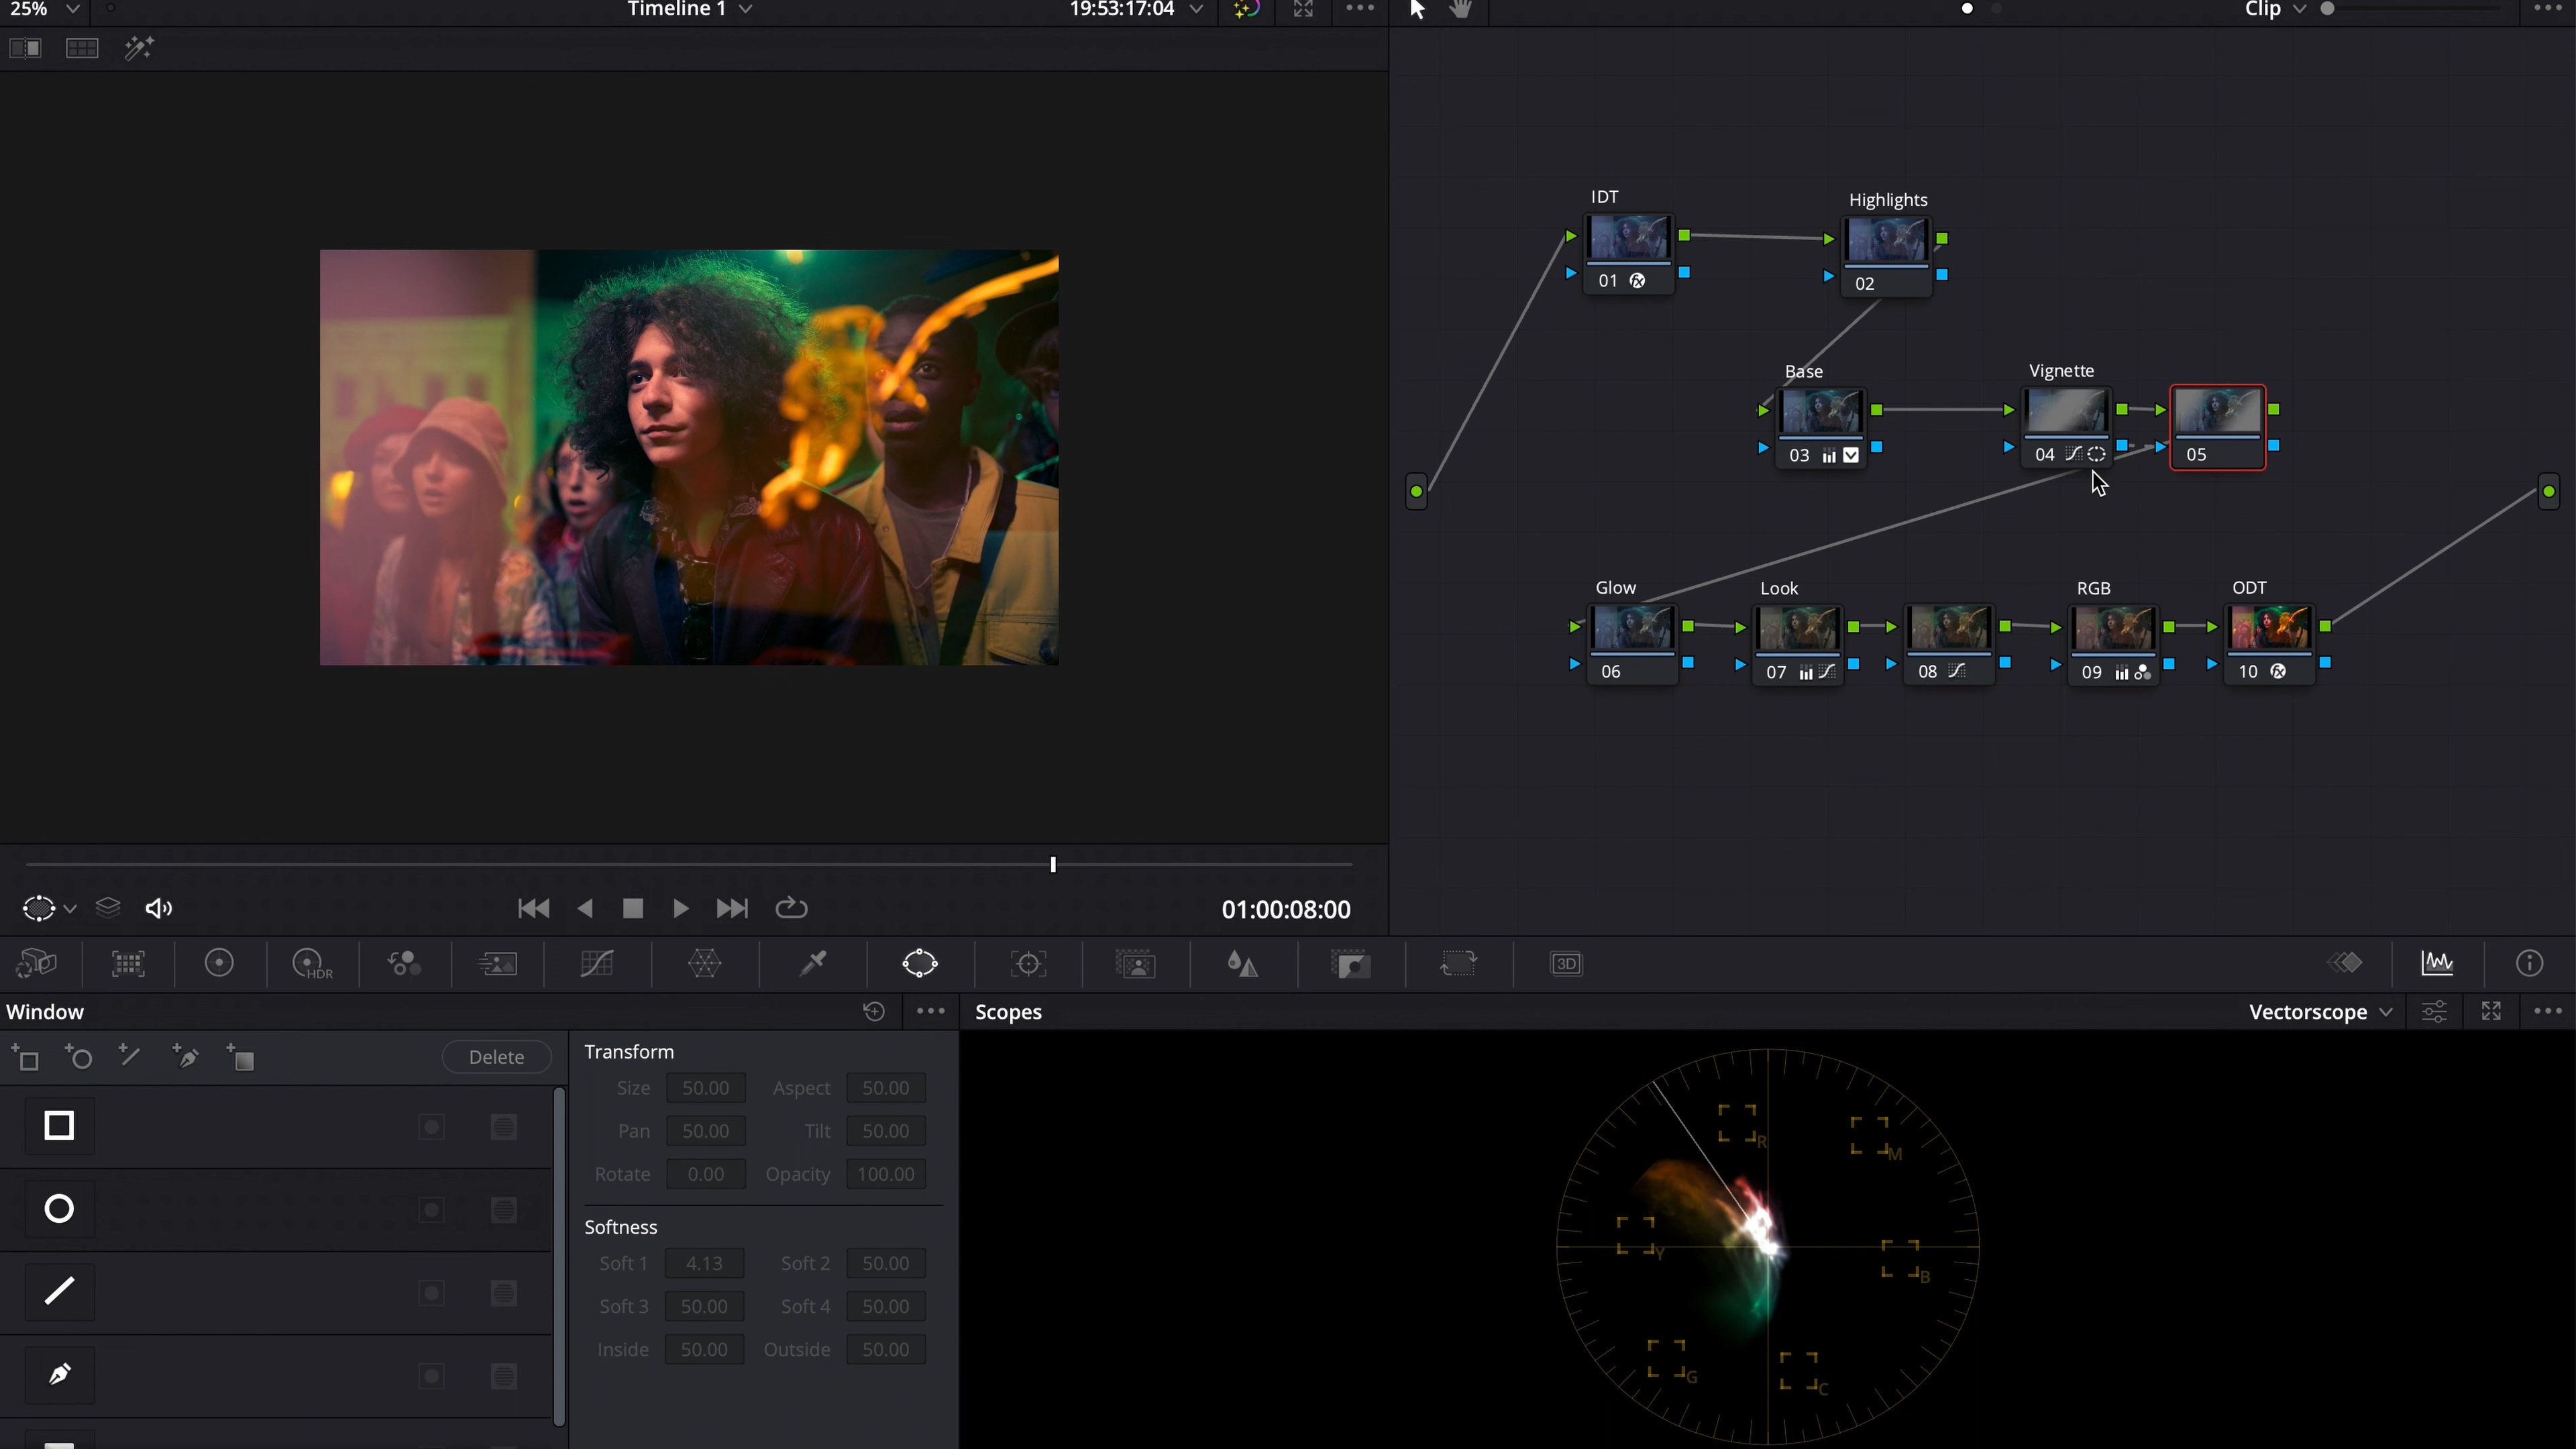 25%
Timeline 1
19:53:17:04
Clip
IDT
Highlights
01
02
Base
Vignette
03
04
05
Glow
Look
RGB
ODT
06
07
08
09
10
01:00:08:00
HDR
3D
Window
Scopes
Vectorscope
Delete
Transform
Size 50.00 Aspect 50.00
Pan 50.00 Tilt 50.00
Rotate 0.00 Opacity 100.00
Softness
Soft 1 4.13 Soft 2 50.00
Soft 3 50.00 Soft 4 50.00
Inside 50.00 Outside 50.00
R
M
Y
B
G
C